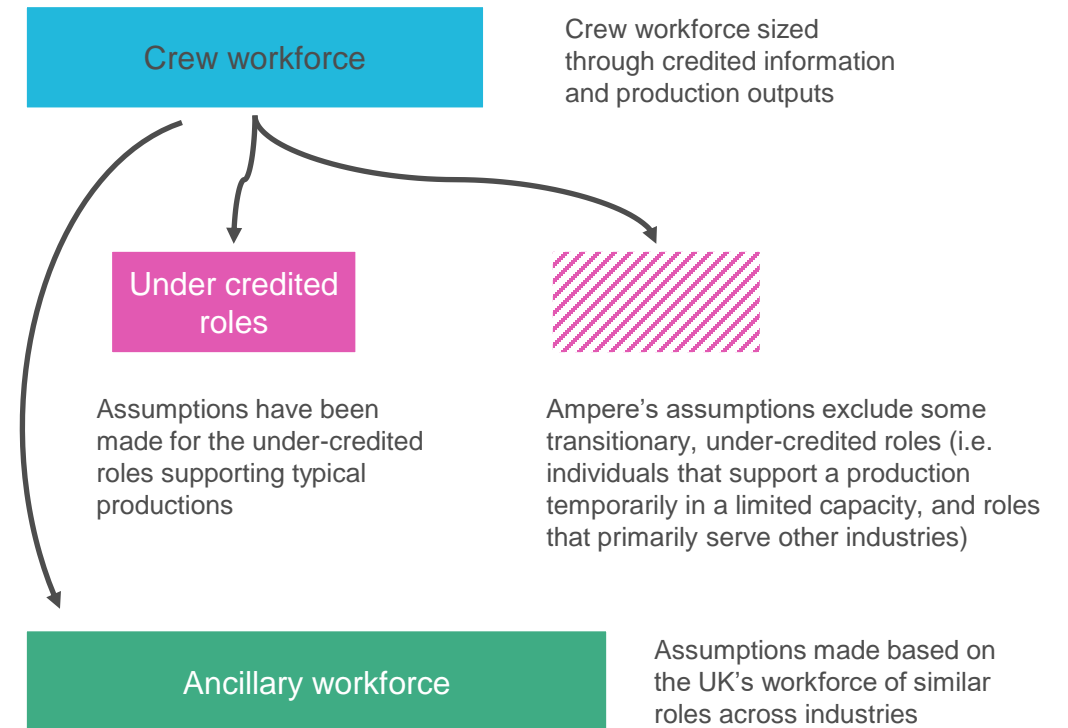 Crew workforce
Crew workforce sized
through credited information
and production outputs
Under credited
roles
Assumptions have been
made for the under-credited
roles supporting typical
productions
Ampere’s assumptions exclude some
transitionary, under-credited roles (i.e.
individuals that support a production
temporarily in a limited capacity, and roles
that primarily serve other industries)
Ancillary workforce
Assumptions made based on
the UK’s workforce of similar
roles across industries